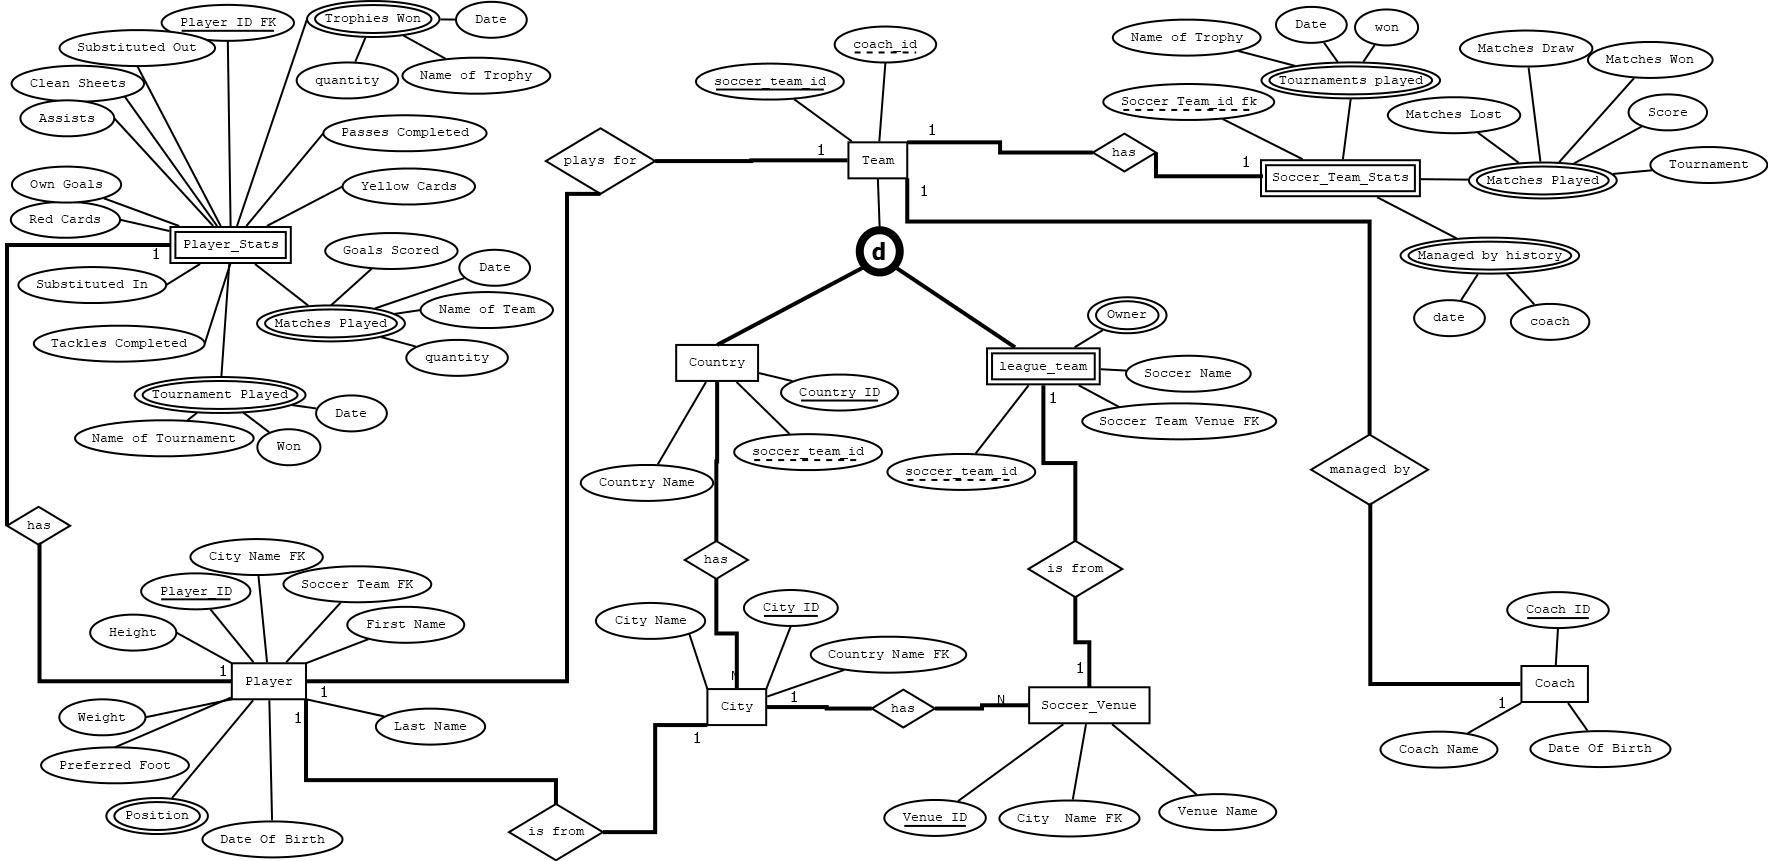 Player ID FK
Trophies Won
Date
Substituted Out
quantity
Name of Trophy
Clean Sheets
Assists
Passes Completed
Own Goals
Yellow Cards
Red Cards
Player_Stats
1
Goals Scored
Date
Substituted In
Name of Team
Matches Played
Tackles Completed
quantity
Tournament Played
Date
Name of Tournament
Won
has
coach_id
soccer_team_id
plays for
1
Team
1
1
has
1
Name of Trophy
Date
won
Tournaments played
Soccer Team_id fk
Matches Draw
Matches Won
Matches Lost
Score
Tournament
Soccer_Team_Stats
Matches Played
Managed by history
date
coach
d
Owner
Country
league_team
Soccer Name
Country ID
1
Soccer Team Venue FK
soccer_team_id
Country Name
soccer_team_id
managed by
has
is from
City Name FK
Player_ID
Soccer Team FK
Height
First Name
1
Player
1
1
Weight
Last Name
Preferred Foot
Position
Date Of Birth
is from
City Name
City ID
Country Name FK
N
City
1
1
has
N
1
Soccer_Venue
Venue ID
City  Name FK
Venue Name
Coach ID
Coach
1
Coach Name
Date Of Birth